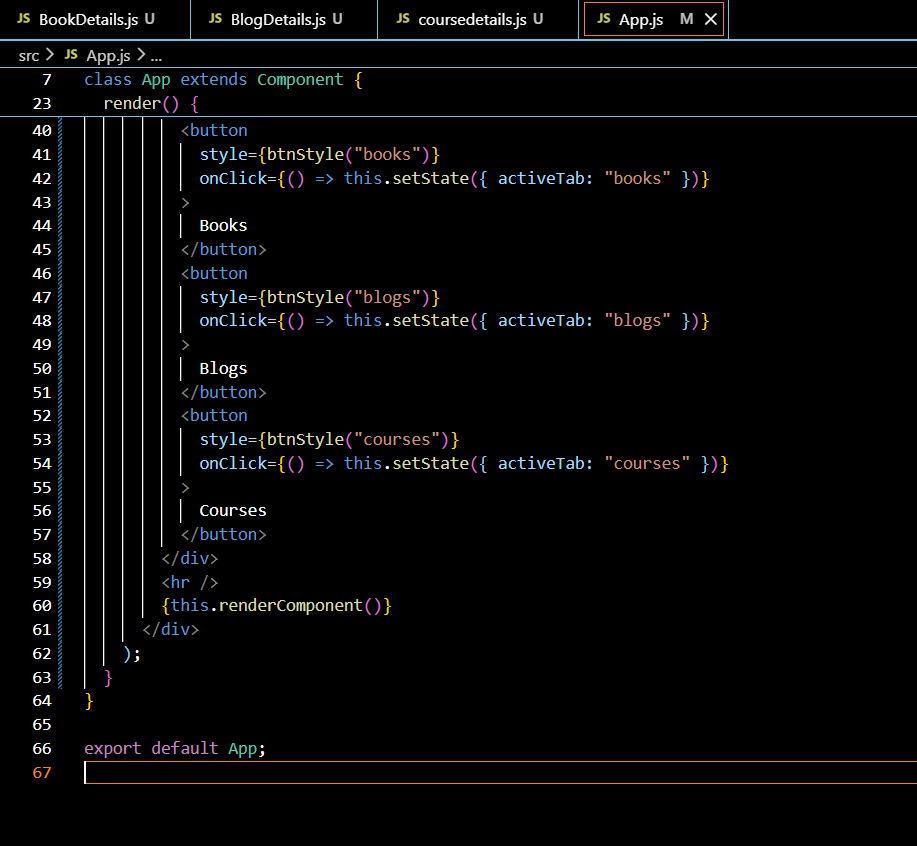 JS BookDetails.js U JS BlogDetails.js U JS coursedetails.js U JS App.js M
src > JS App.js > ...
7 class App extends Component {
23 render() {
40 <button
41 style={btnStyle("books")}
42 onClick={() => this.setState({ activeTab: "books" })}
43 >
44 Books
45 </button>
46 <button
47 style={btnStyle("blogs")}
48 onClick={() => this.setState({ activeTab: "blogs" })}
49 >
50 Blogs
51 </button>
52 <button
53 style={btnStyle("courses")}
54 onClick={() => this.setState({ activeTab: "courses" })}
55 >
56 Courses
57 </button>
58 </div>
59 <hr />
60 {this.renderComponent()}
61 </div>
62 );
63 }
64 }
65
66 export default App;
67